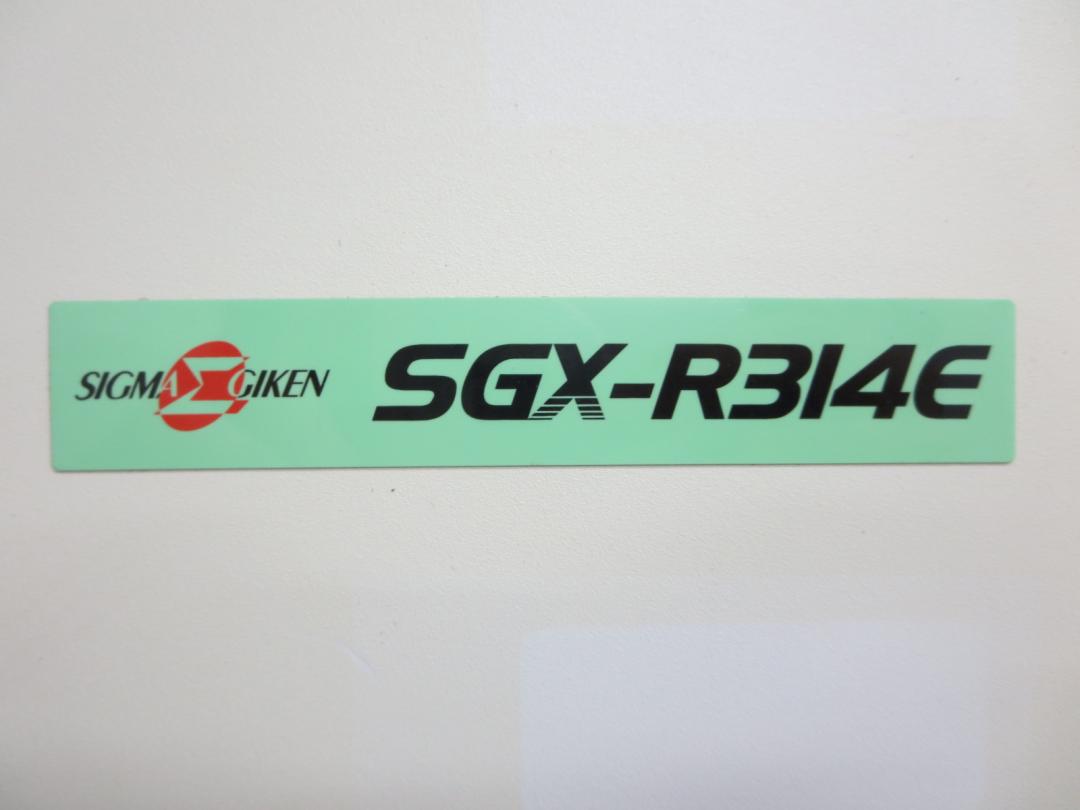 SIGMA Σ GIKEN SGX-R314E